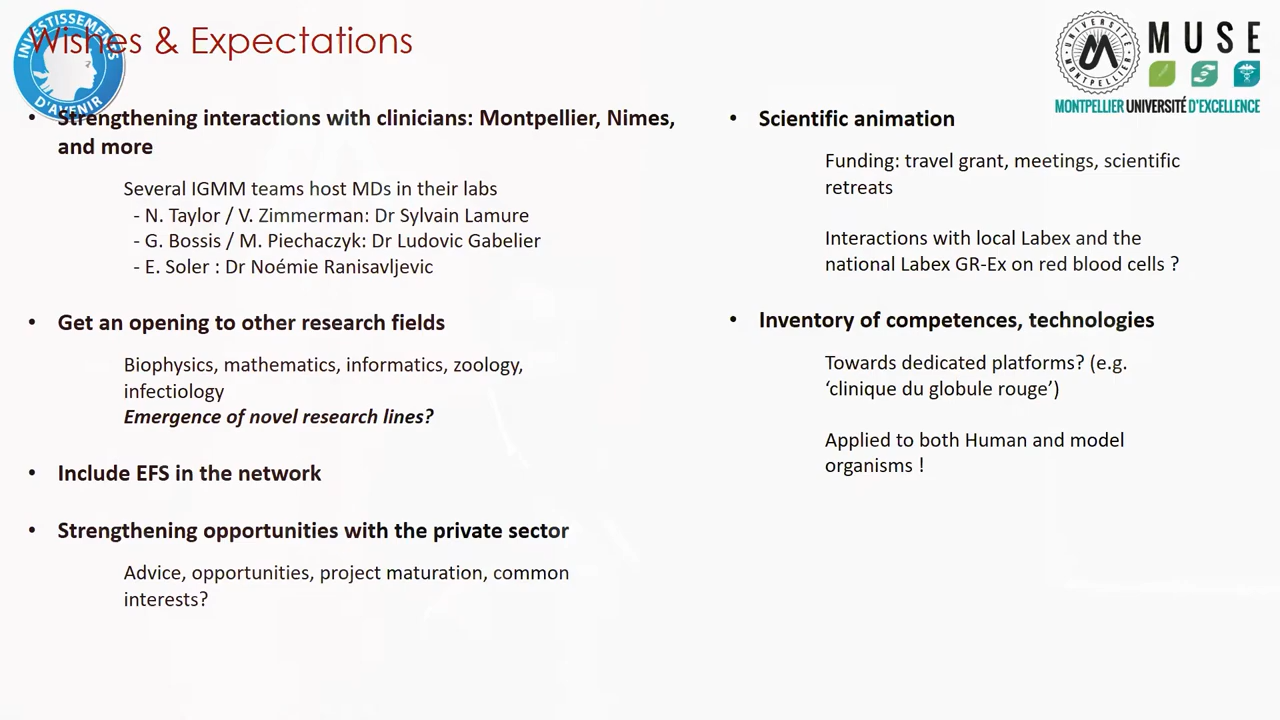 Wishes & Expectations
INVESTISSEMENTS
D'AVENIR
UNIVERSITÉ
MONTPELLIER
MUSE
MONTPELLIER UNIVERSITÉ D'EXCELLENCE
• Strengthening interactions with clinicians: Montpellier, Nimes,
and more
Several IGMM teams host MDs in their labs
- N. Taylor / V. Zimmerman: Dr Sylvain Lamure
- G. Bossis / M. Piechaczyk: Dr Ludovic Gabelier
- E. Soler : Dr Noémie Ranisavljevic
• Get an opening to other research fields
Biophysics, mathematics, informatics, zoology,
infectiology
Emergence of novel research lines?
• Include EFS in the network
• Strengthening opportunities with the private sector
Advice, opportunities, project maturation, common
interests?
• Scientific animation
Funding: travel grant, meetings, scientific
retreats
Interactions with local Labex and the
national Labex GR-Ex on red blood cells ?
• Inventory of competences, technologies
Towards dedicated platforms? (e.g.
‘clinique du globule rouge’)
Applied to both Human and model
organisms !